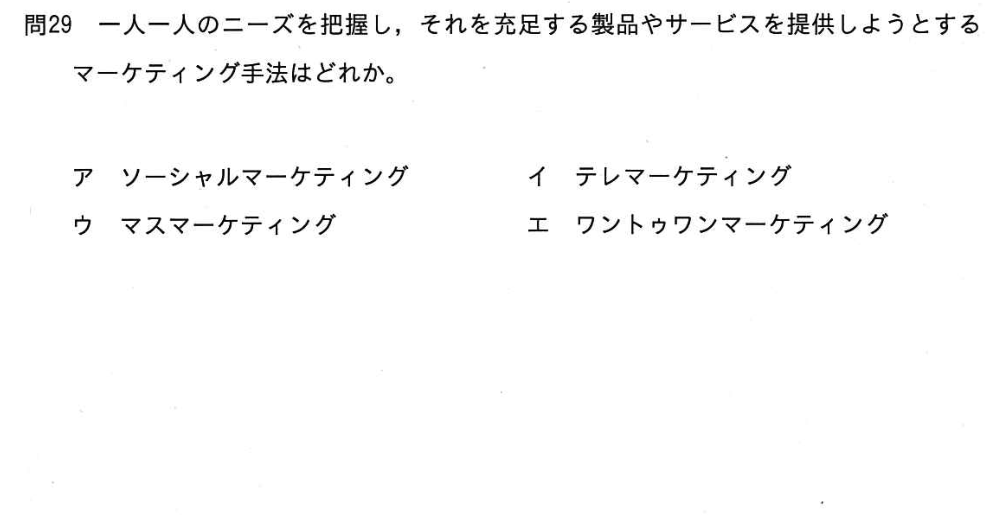 問29　一人一人のニーズを把握し，それを充足する製品やサービスを提供しようとする
マーケティング手法はどれか。
ア　ソーシャルマーケティング　イ　テレマーケティング
ウ　マスマーケティング　エ　ワントゥワンマーケティング